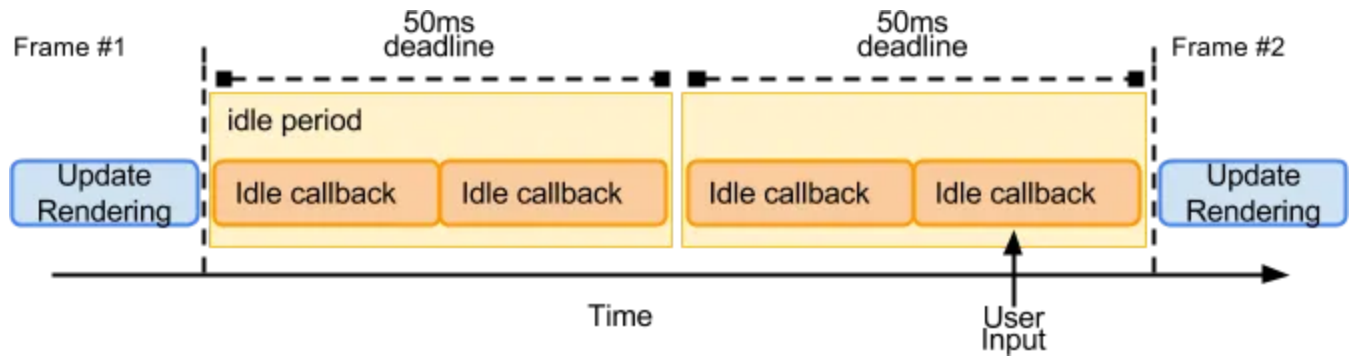 Frame #1
50ms
deadline
50ms
deadline
Frame #2
idle period
Update
Rendering
Idle callback
Idle callback
Idle callback
Idle callback
Update
Rendering
Time
User
Input